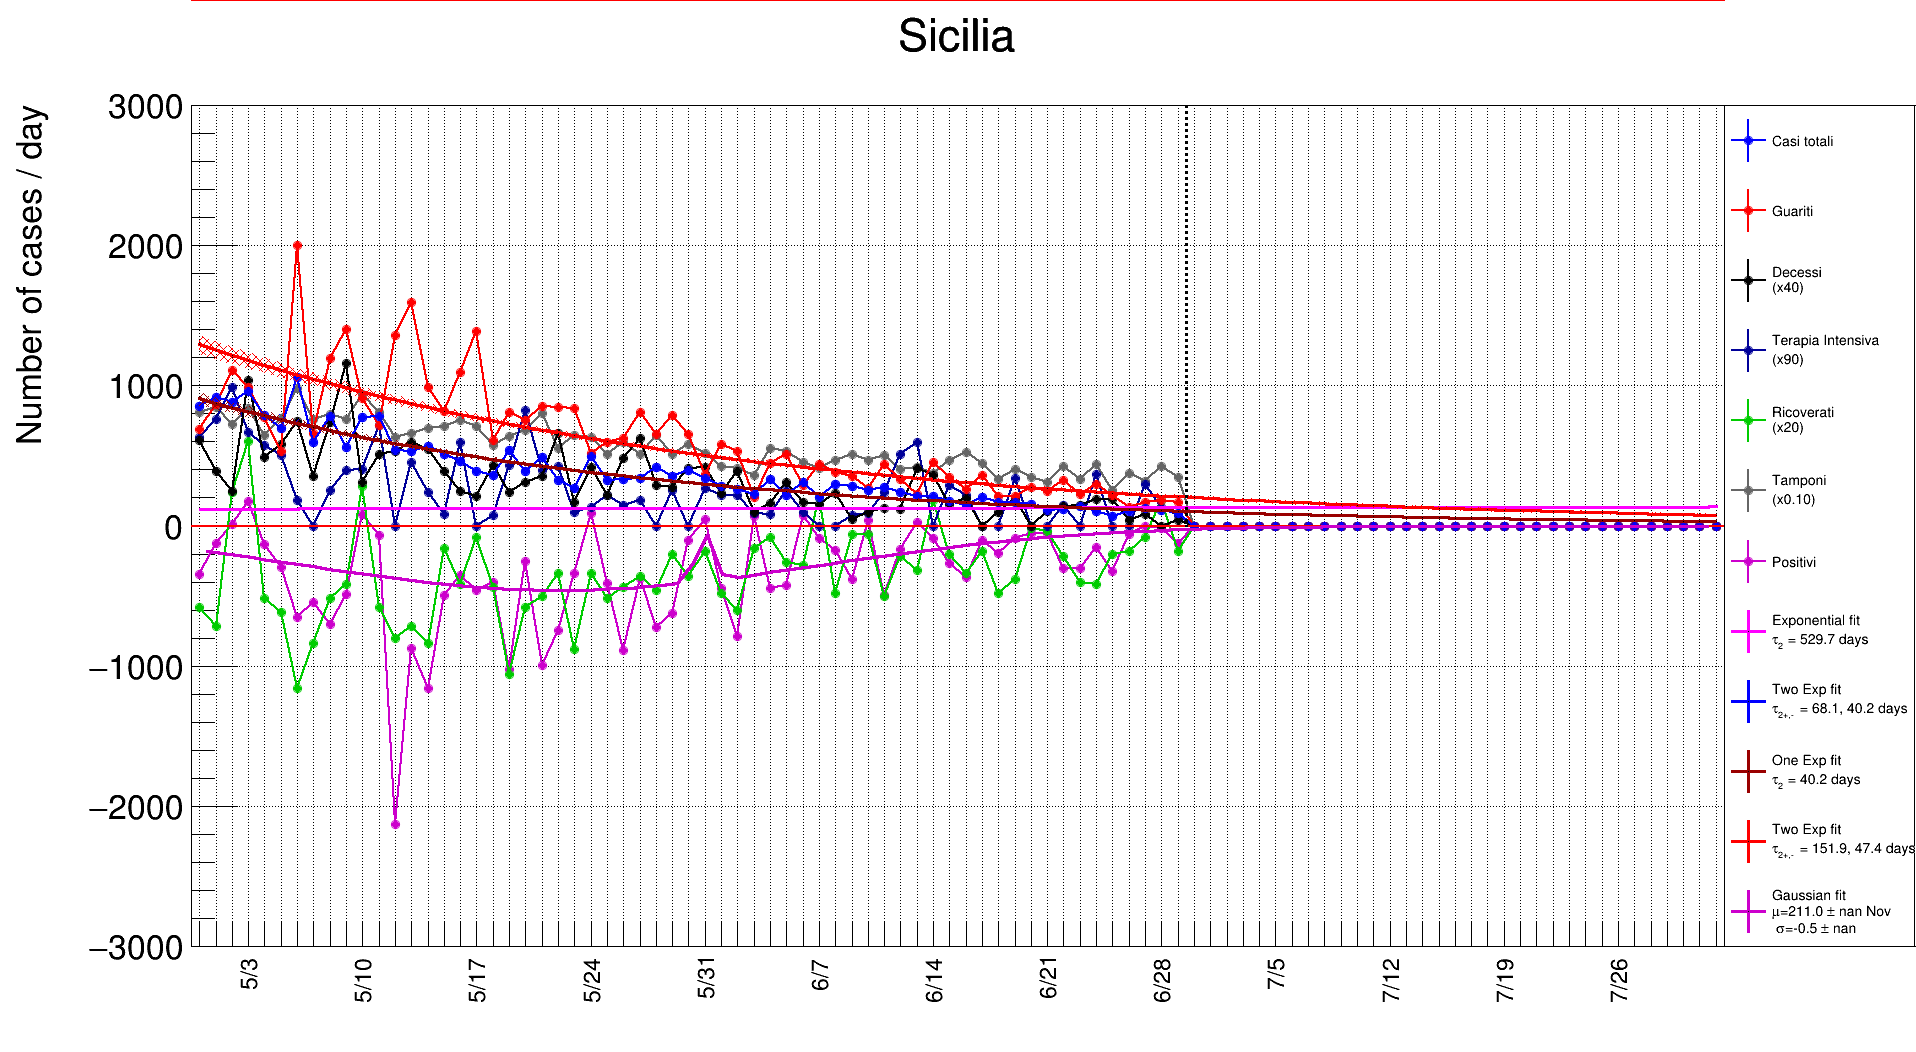 Sicilia
Number of cases / day
3000
2000
1000
0
−1000
−2000
−3000
5/3
5/10
5/17
5/24
5/31
6/7
6/14
6/21
6/28
7/5
7/12
7/19
7/26
Casi totali
Guariti
Decessi
(x40)
Terapia Intensiva
(x90)
Ricoverati
(x20)
Tamponi
(x0.10)
Positivi
Exponential fit
τ2 = 529.7 days
Two Exp fit
τ2+,- = 68.1, 40.2 days
One Exp fit
τ2 = 40.2 days
Two Exp fit
τ2+,- = 151.9, 47.4 days
Gaussian fit
μ=211.0 ± nan Nov
σ=-0.5 ± nan